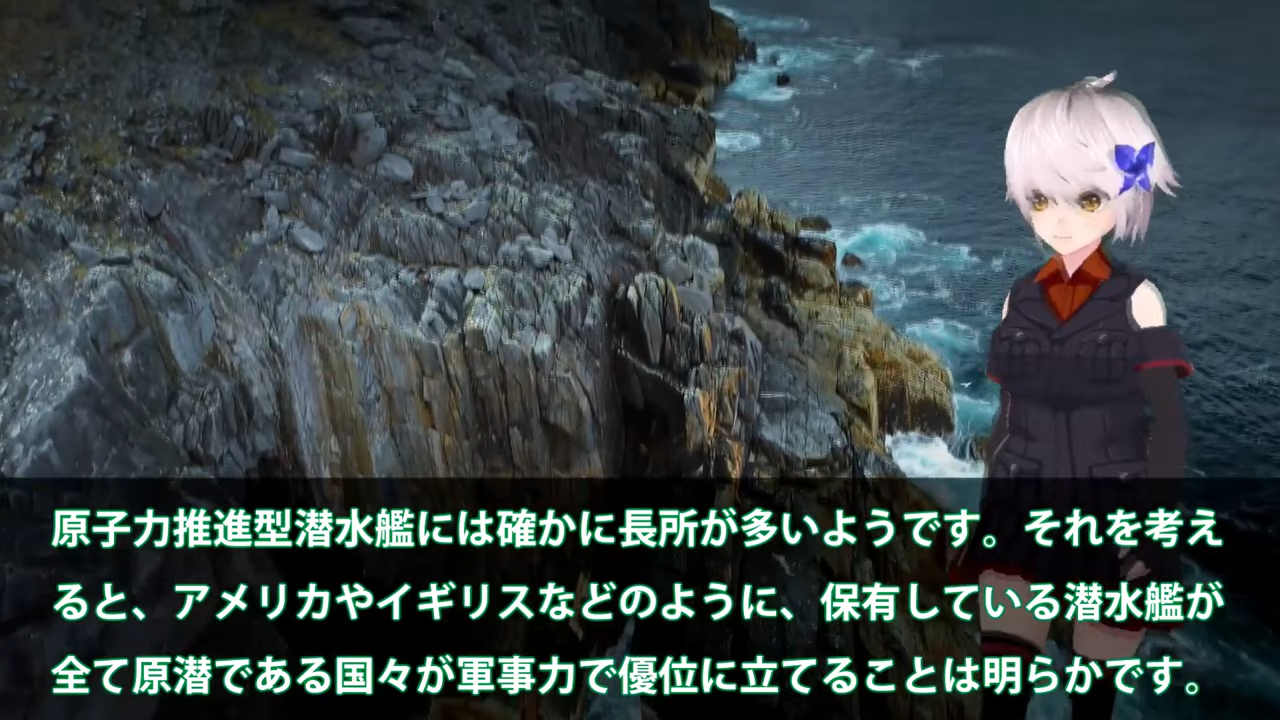 原子力推進型潜水艦には確かに長所が多いようです。それを考え
ると、アメリカやイギリスなどのように、保有している潜水艦が
全て原潜である国々が軍事力で優位に立てることは明らかです。